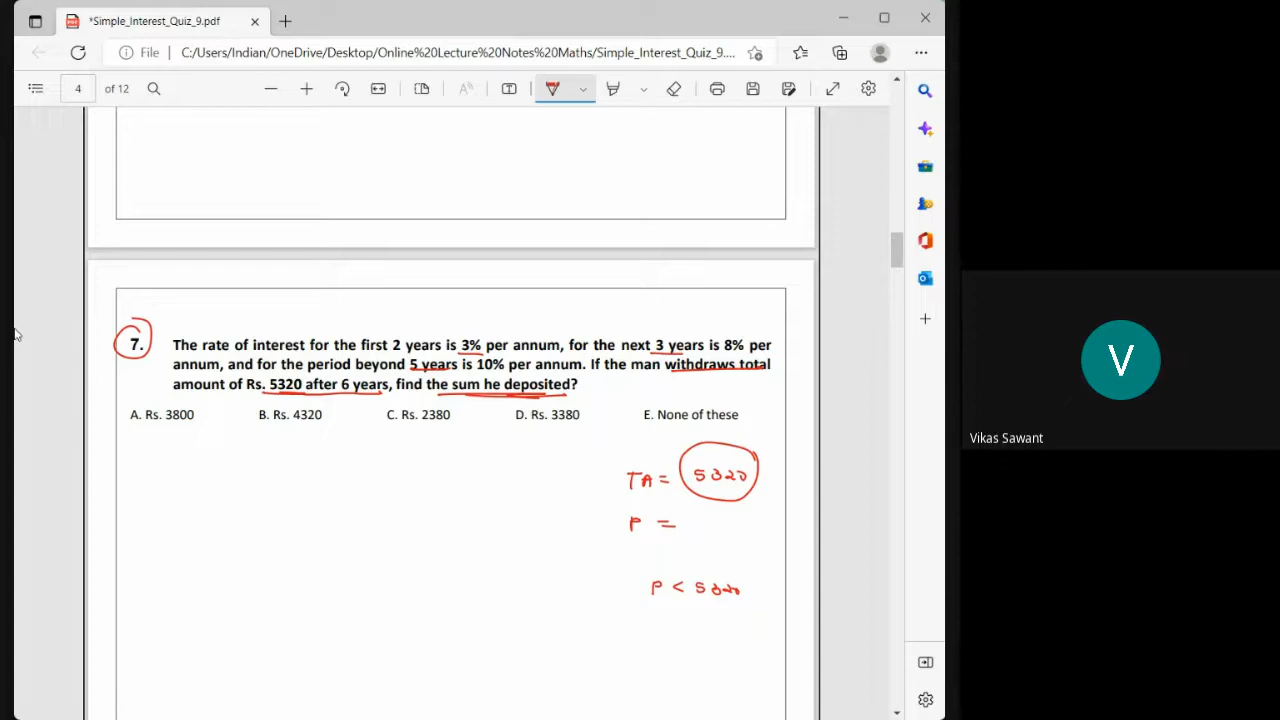 *Simple_Interest_Quiz_9.pdf
File
C:/Users/Indian/OneDrive/Desktop/Online%20Lecture%20Notes%20Maths/Simple_Interest_Quiz_9....
4 of 12
7. The rate of interest for the first 2 years is 3% per annum, for the next 3 years is 8% per
annum, and for the period beyond 5 years is 10% per annum. If the man withdraws total
amount of Rs. 5320 after 6 years, find the sum he deposited?
A. Rs. 3800 B. Rs. 4320 C. Rs. 2380 D. Rs. 3380 E. None of these
TA = 5320
P =
P < 5320
V
Vikas Sawant